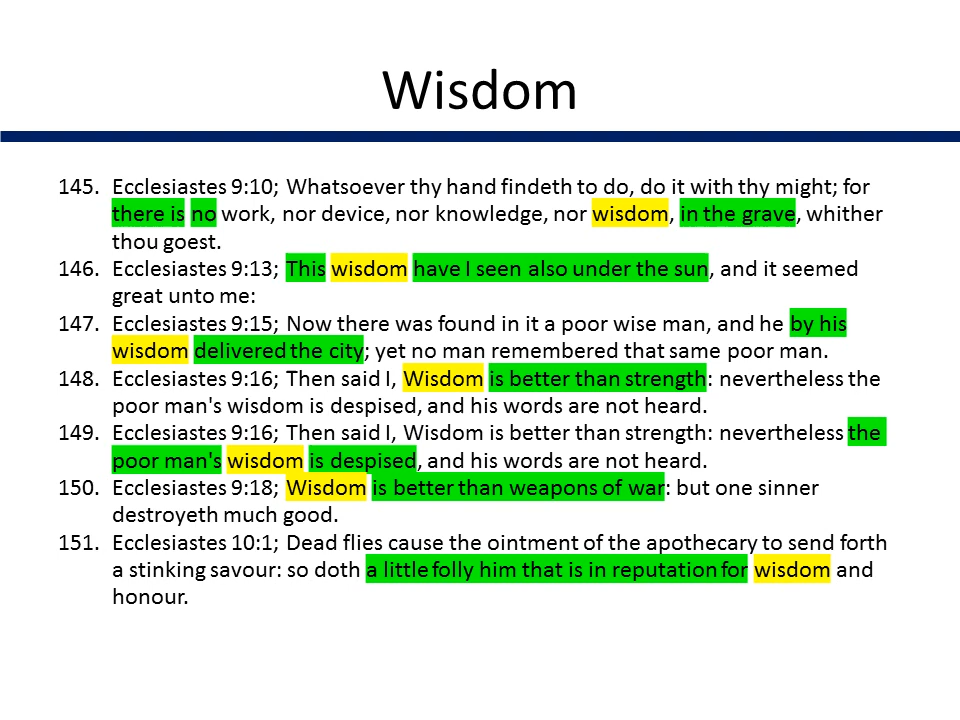 Wisdom
145. Ecclesiastes 9:10; Whatsoever thy hand findeth to do, do it with thy might; for
there is no work, nor device, nor knowledge, nor wisdom, in the grave, whither
thou goest.
146. Ecclesiastes 9:13; This wisdom have I seen also under the sun, and it seemed
great unto me:
147. Ecclesiastes 9:15; Now there was found in it a poor wise man, and he by his
wisdom delivered the city; yet no man remembered that same poor man.
148. Ecclesiastes 9:16; Then said I, Wisdom is better than strength: nevertheless the
poor man's wisdom is despised, and his words are not heard.
149. Ecclesiastes 9:16; Then said I, Wisdom is better than strength: nevertheless the
poor man's wisdom is despised, and his words are not heard.
150. Ecclesiastes 9:18; Wisdom is better than weapons of war: but one sinner
destroyeth much good.
151. Ecclesiastes 10:1; Dead flies cause the ointment of the apothecary to send forth
a stinking savour: so doth a little folly him that is in reputation for wisdom and
honour.